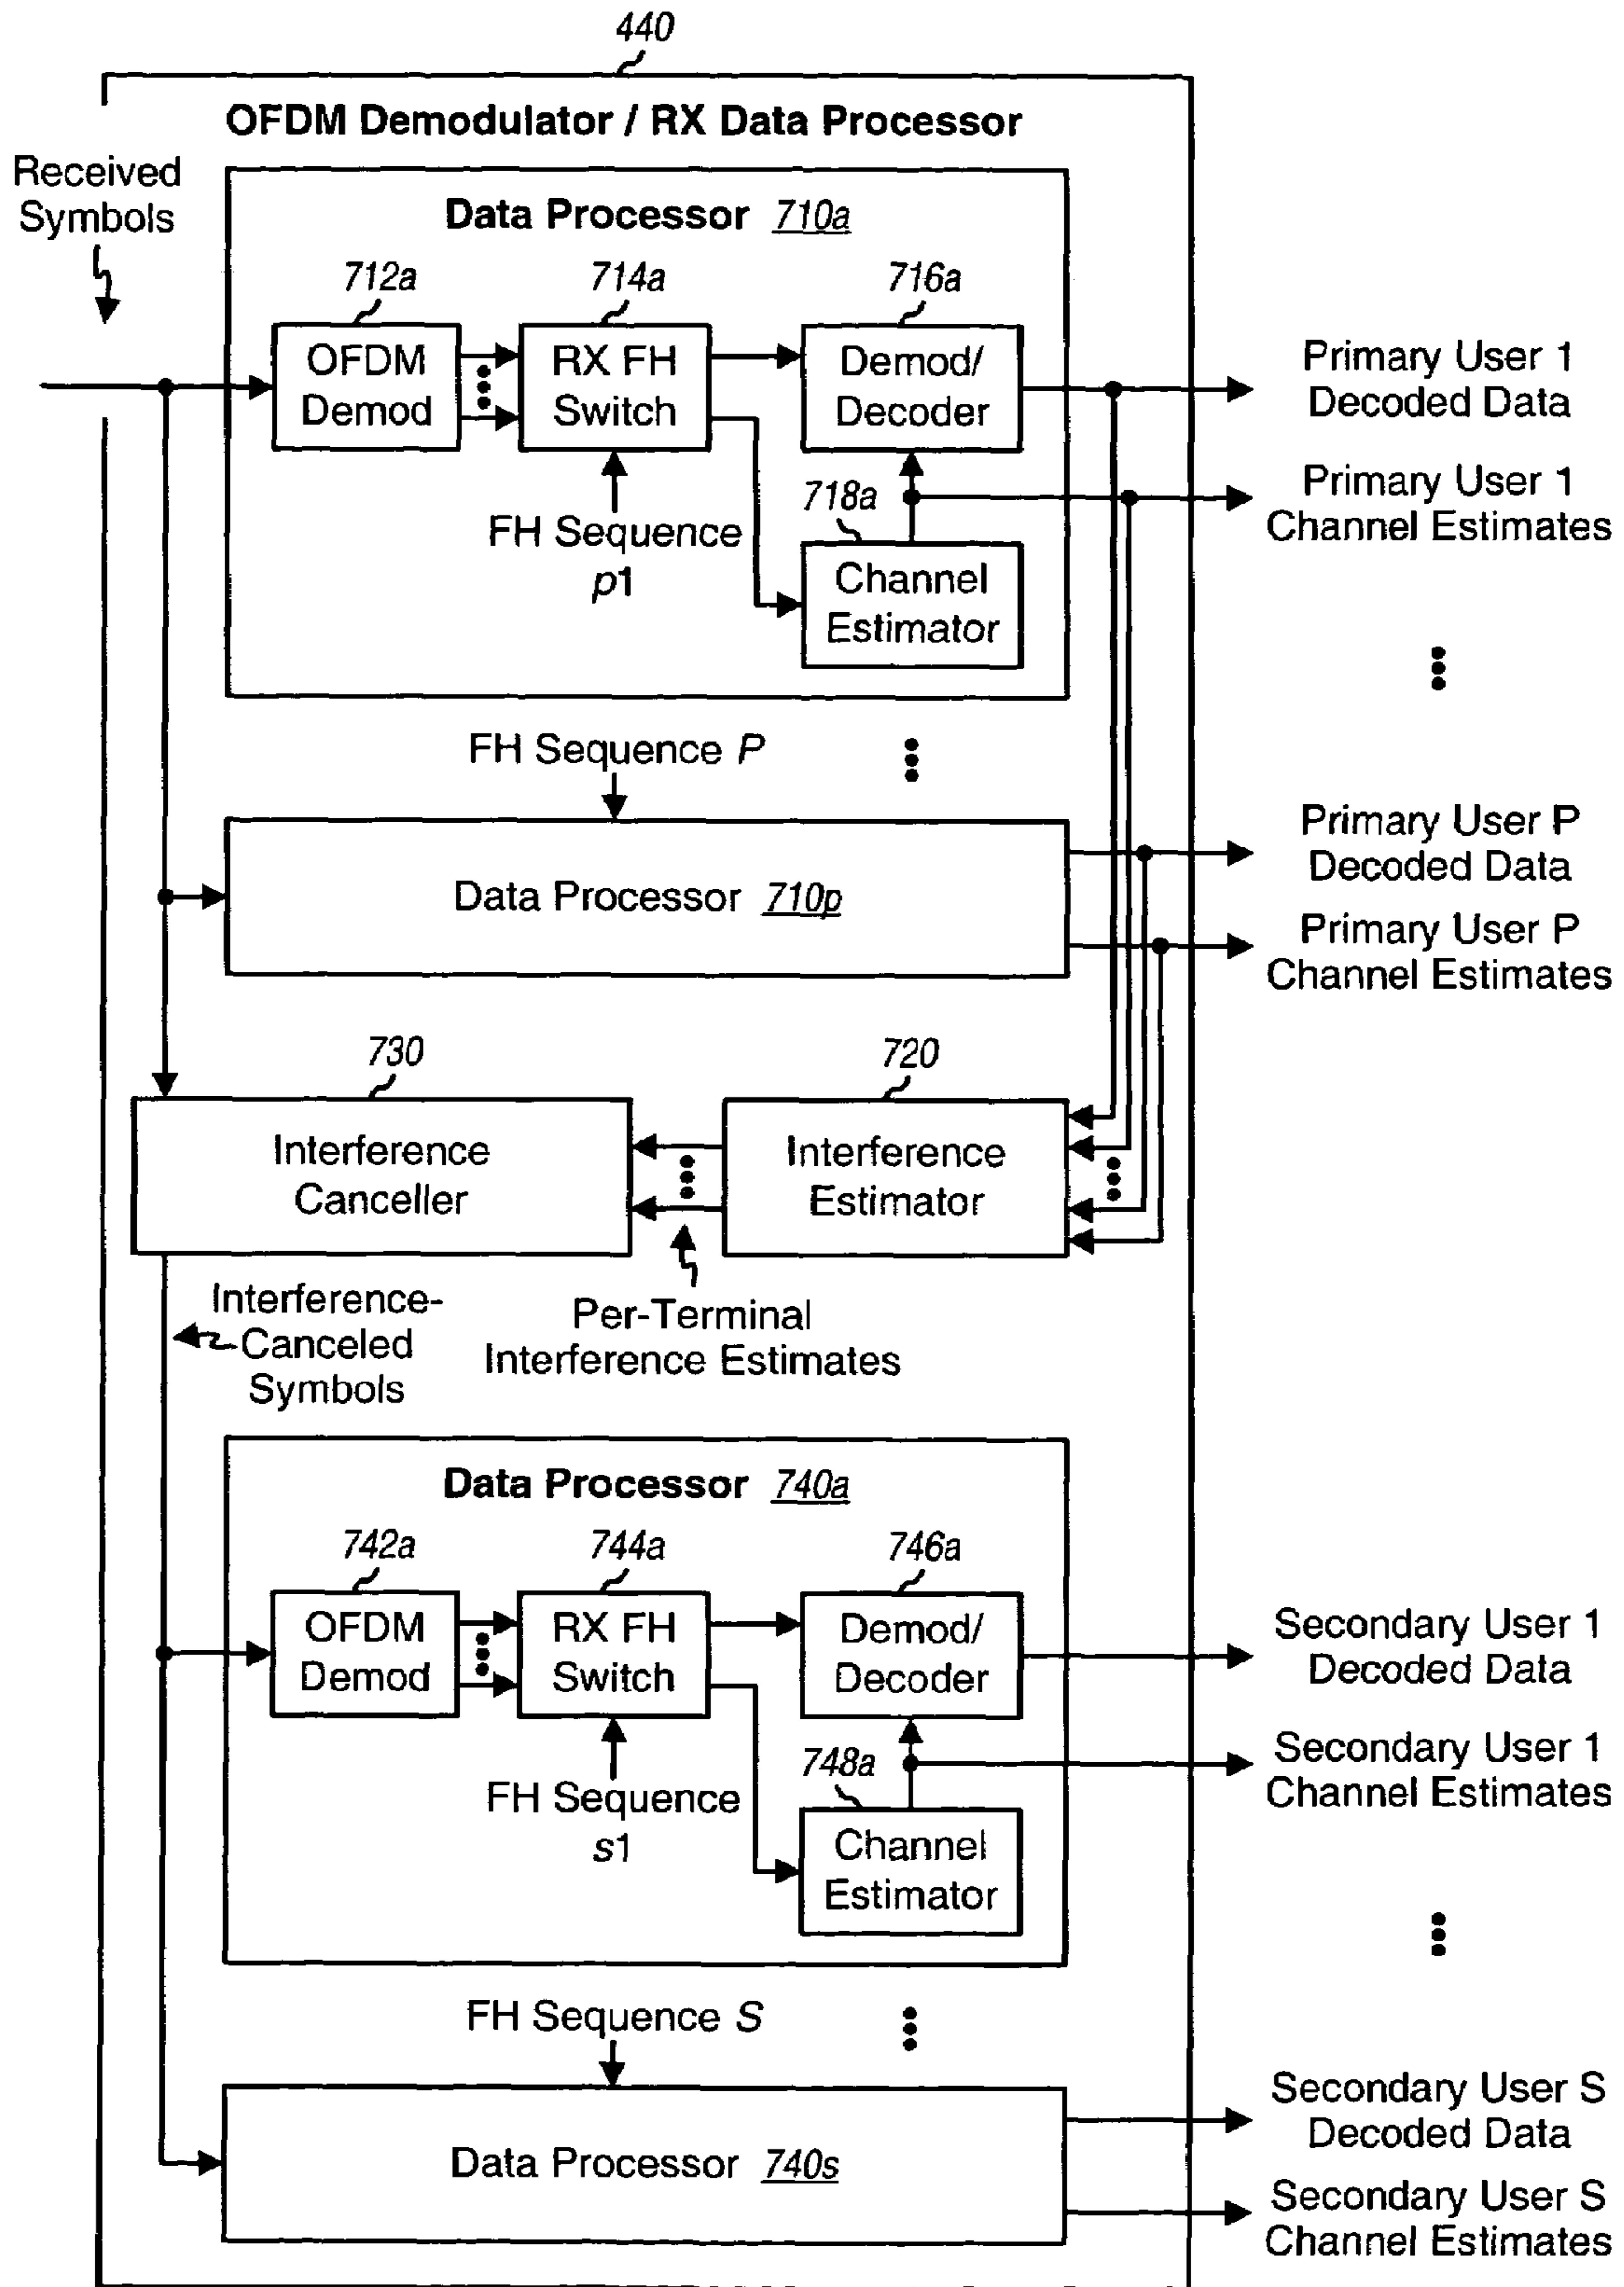 440
OFDM Demodulator / RX Data Processor
Received
Symbols
Data Processor 710a
712a
714a
716a
OFDM
Demod
RX FH
Switch
Demod/
Decoder
Primary User 1
Decoded Data
718a
Primary User 1
Channel Estimates
FH Sequence
p1
Channel
Estimator
FH Sequence P
Data Processor 710p
Primary User P
Decoded Data
Primary User P
Channel Estimates
730
720
Interference
Canceller
Interference
Estimator
Interference-
Canceled
Symbols
Per-Terminal
Interference Estimates
Data Processor 740a
742a
744a
746a
OFDM
Demod
RX FH
Switch
Demod/
Decoder
Secondary User 1
Decoded Data
748a
Secondary User 1
Channel Estimates
FH Sequence
s1
Channel
Estimator
FH Sequence S
Data Processor 740s
Secondary User S
Decoded Data
Secondary User S
Channel Estimates